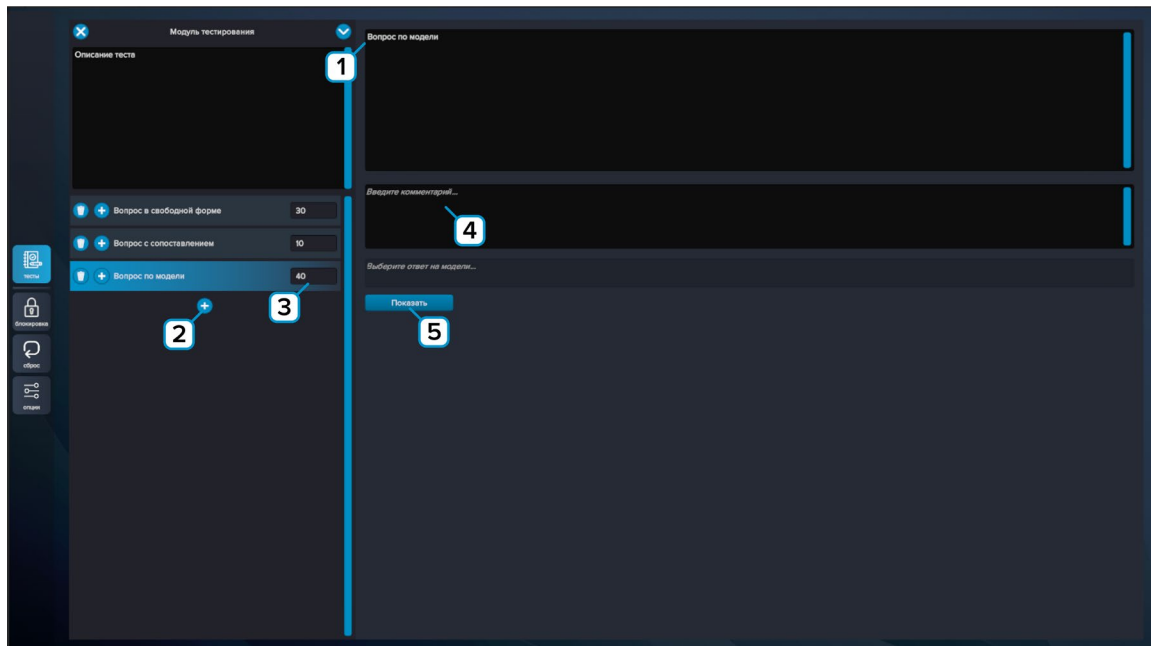 Модуль тестирования
Описание теста
Вопрос в свободной форме 30
Вопрос с сопоставлением 10
Вопрос по модели 40
2
3
тесты
блокировка
сброс
опции
1
Вопрос по модели
Введите комментарий...
4
Выберите ответ на модели...
Показать
5